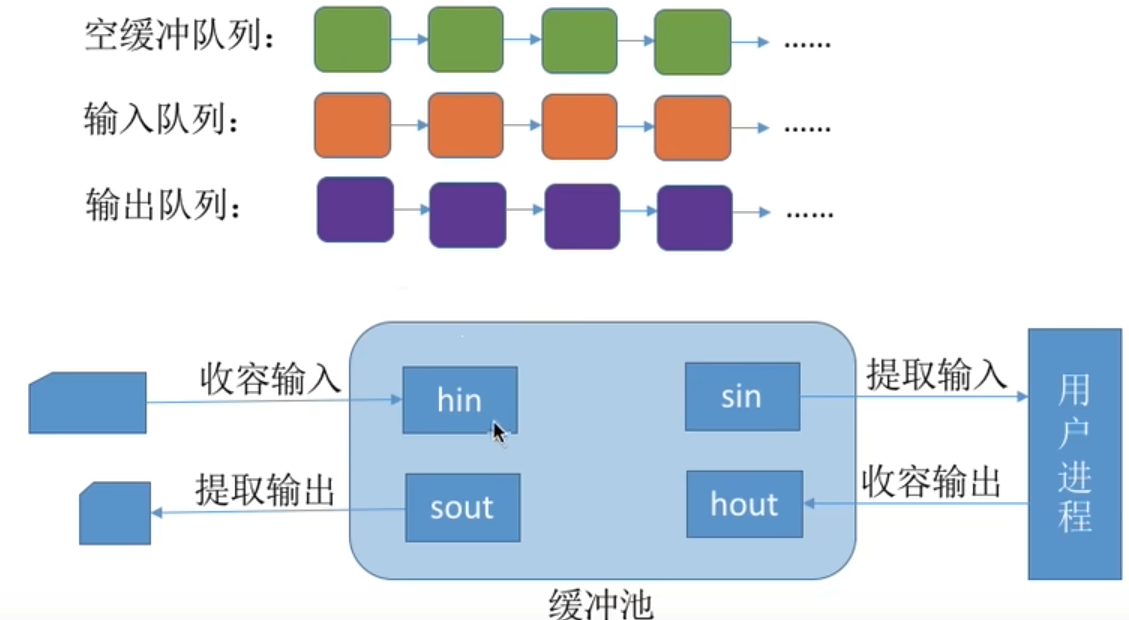 空缓冲队列： ……
输入队列： ……
输出队列： ……
收容输入
hin
sin
提取输入
用户进程
提取输出
sout
hout
收容输出
缓冲池